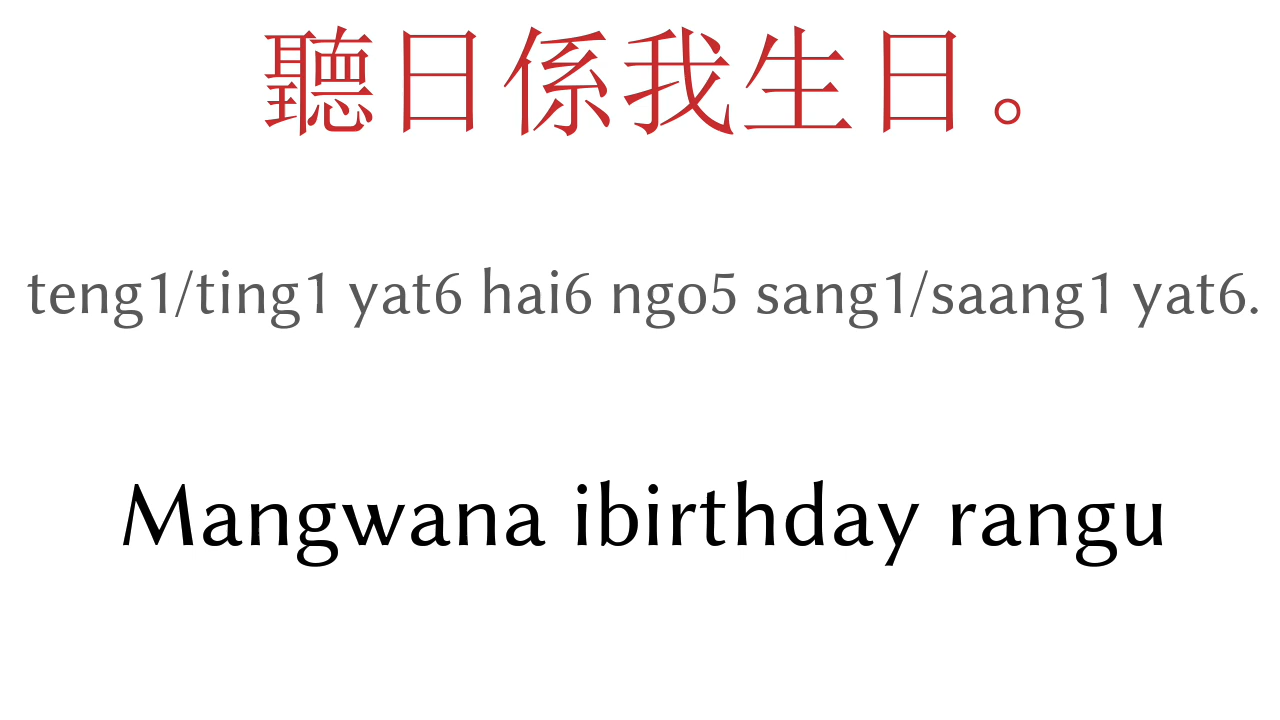 聽日係我生日。
teng1/ting1 yat6 hai6 ngo5 sang1/saang1 yat6.
Mangwana ibirthday rangu